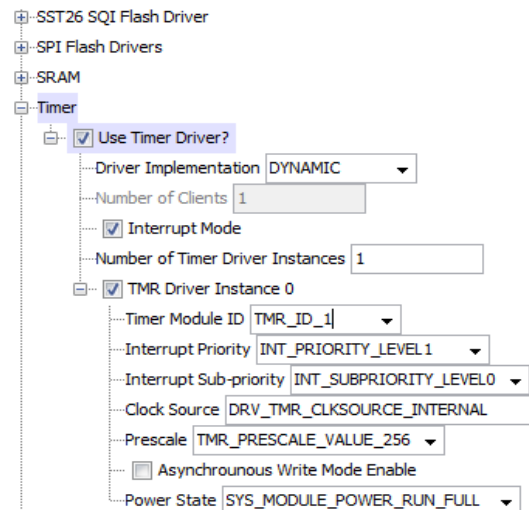 SST26 SQI Flash Driver
SPI Flash Drivers
SRAM
Timer
Use Timer Driver?
Driver Implementation DYNAMIC
Number of Clients 1
Interrupt Mode
Number of Timer Driver Instances 1
TMR Driver Instance 0
Timer Module ID TMR_ID_1
Interrupt Priority INT_PRIORITY_LEVEL1
Interrupt Sub-priority INT_SUBPRIORITY_LEVEL0
Clock Source DRV_TMR_CLKSOURCE_INTERNAL
Prescale TMR_PRESCALE_VALUE_256
Asynchrounous Write Mode Enable
Power State SYS_MODULE_POWER_RUN_FULL